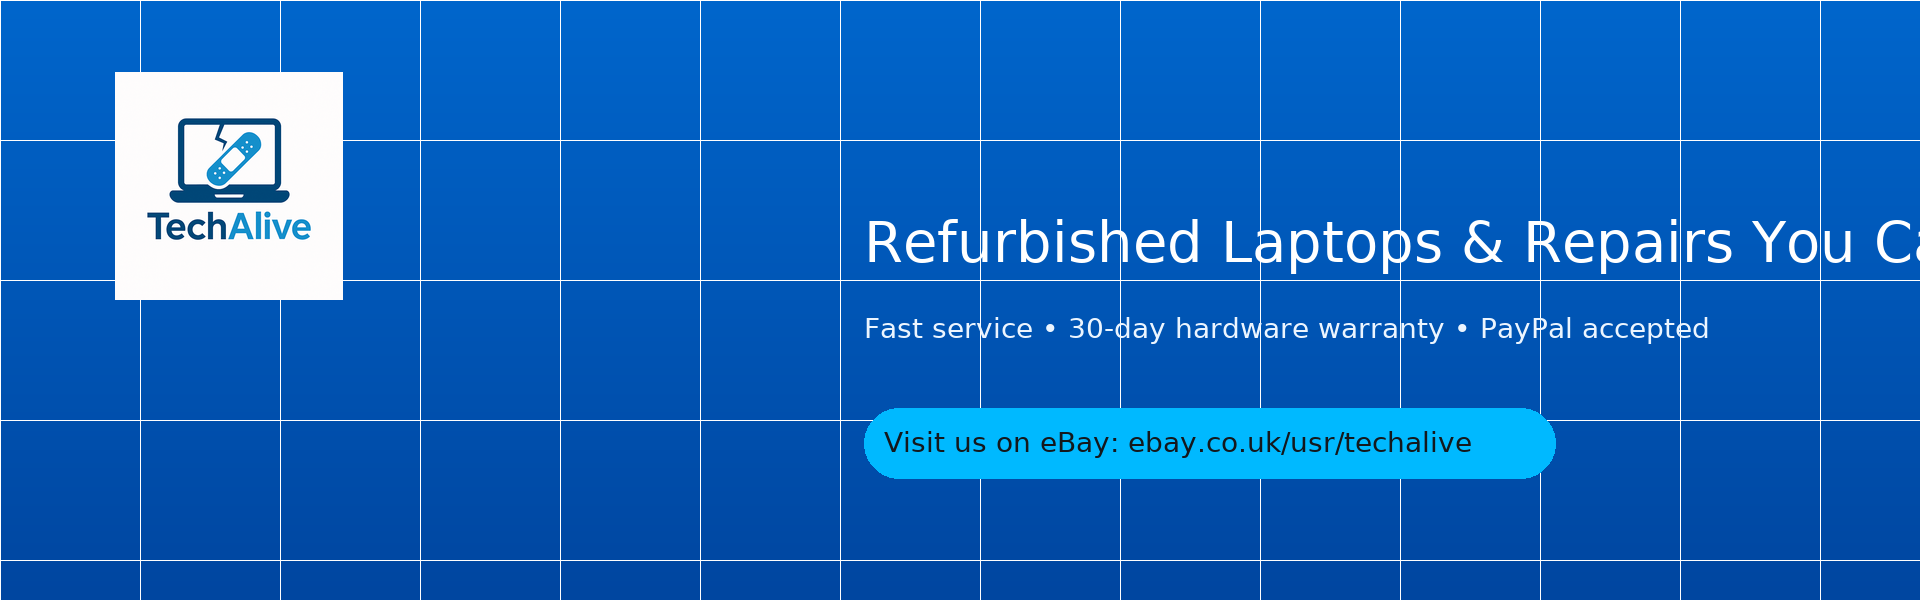 TechAlive
Refurbished Laptops & Repairs You Ca
Fast service • 30-day hardware warranty • PayPal accepted
Visit us on eBay: ebay.co.uk/usr/techalive